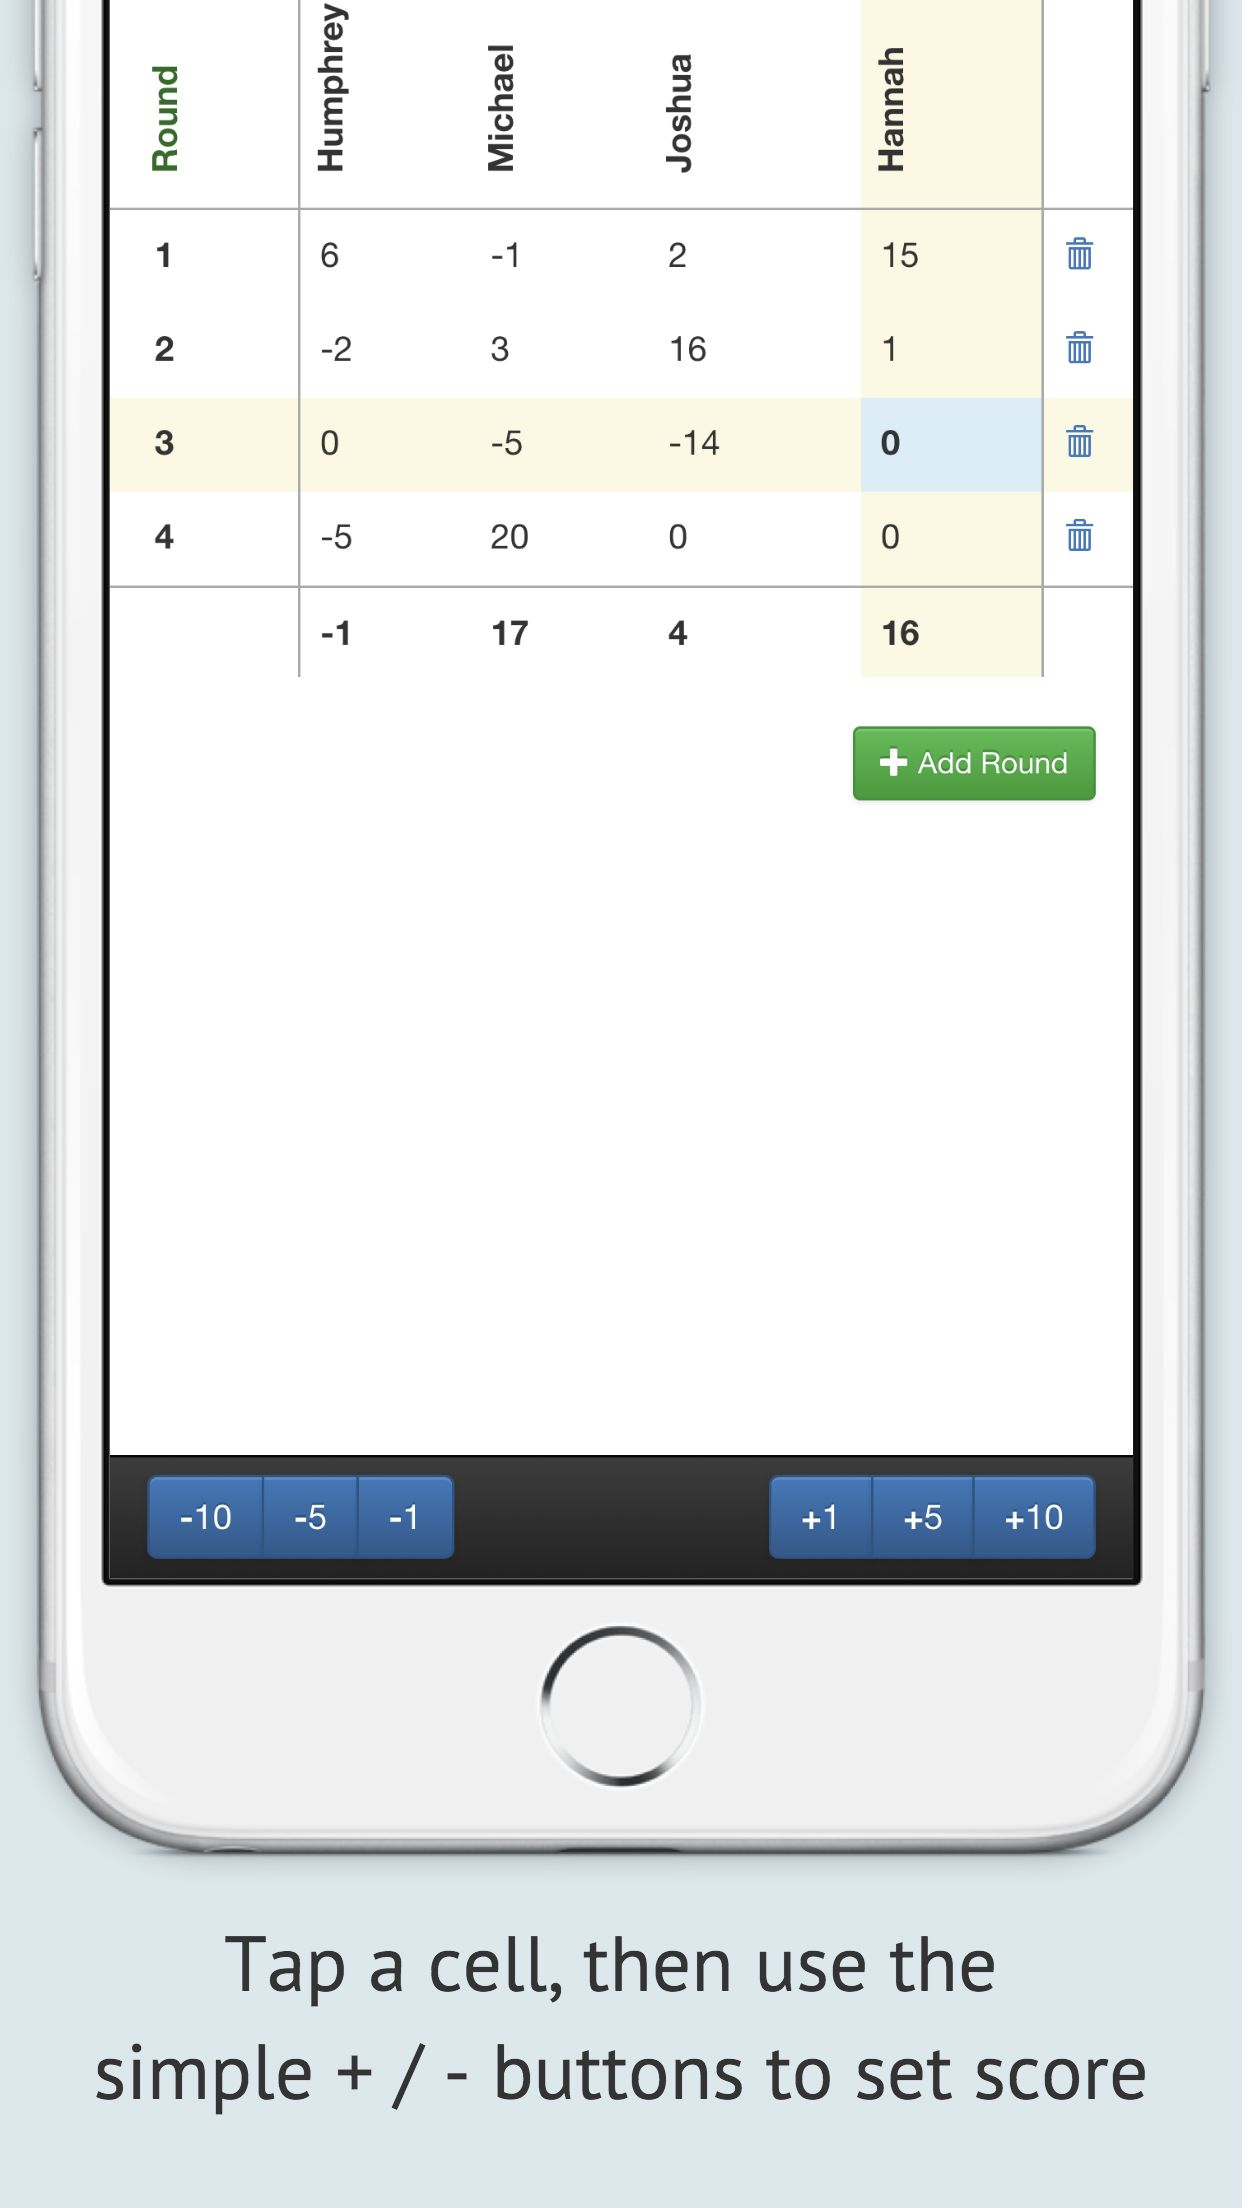 Round Humphrey Michael Joshua Hannah
1 6 -1 2 15
2 -2 3 16 1
3 0 -5 -14 0
4 -5 20 0 0
-1 17 4 16
Add Round
-10 -5 -1 +1 +5 +10
Tap a cell, then use the
simple + / - buttons to set score